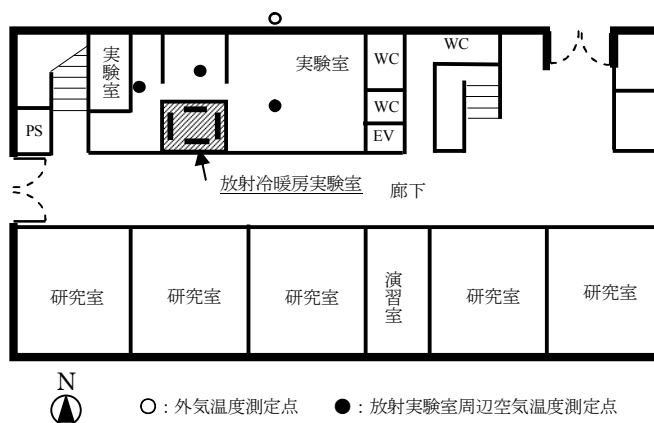 実験室
実験室
WC
WC
WC
EV
PS
放射冷暖房実験室
廊下
研究室
研究室
研究室
演習室
研究室
研究室
N
○：外気温度測定点
●：放射実験室周辺空気温度測定点